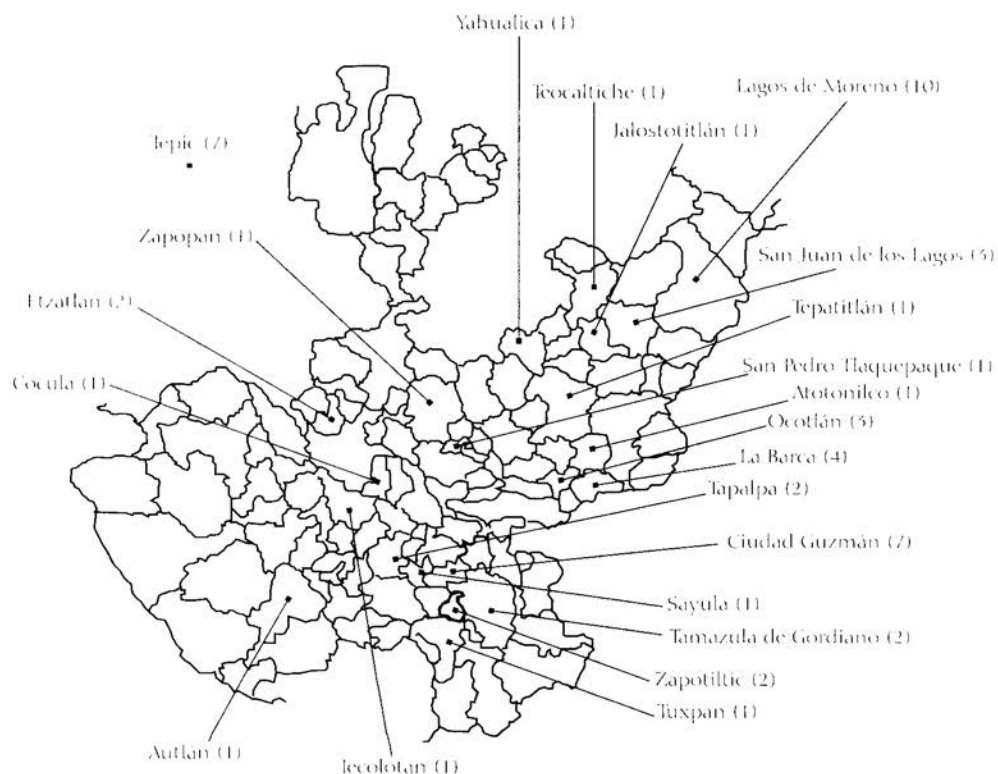 Yahualica (1)
Teocaltiche (1)
Lagos de Moreno (10)
Jalostotitlán (1)
Tepic (7)
Zapopan (1)
San Juan de los Lagos (3)
Etzatlán (2)
Tepatitlán (1)
San Pedro Tlaquepaque (1)
Cocula (1)
Atotonilco (1)
Ocotlán (3)
La Barca (4)
Tapalpa (2)
Ciudad Guzmán (7)
Sayula (1)
Tamazula de Gordiano (2)
Zapotiltic (2)
Tuxpan (1)
Autlán (1)
Tecolotan (1)